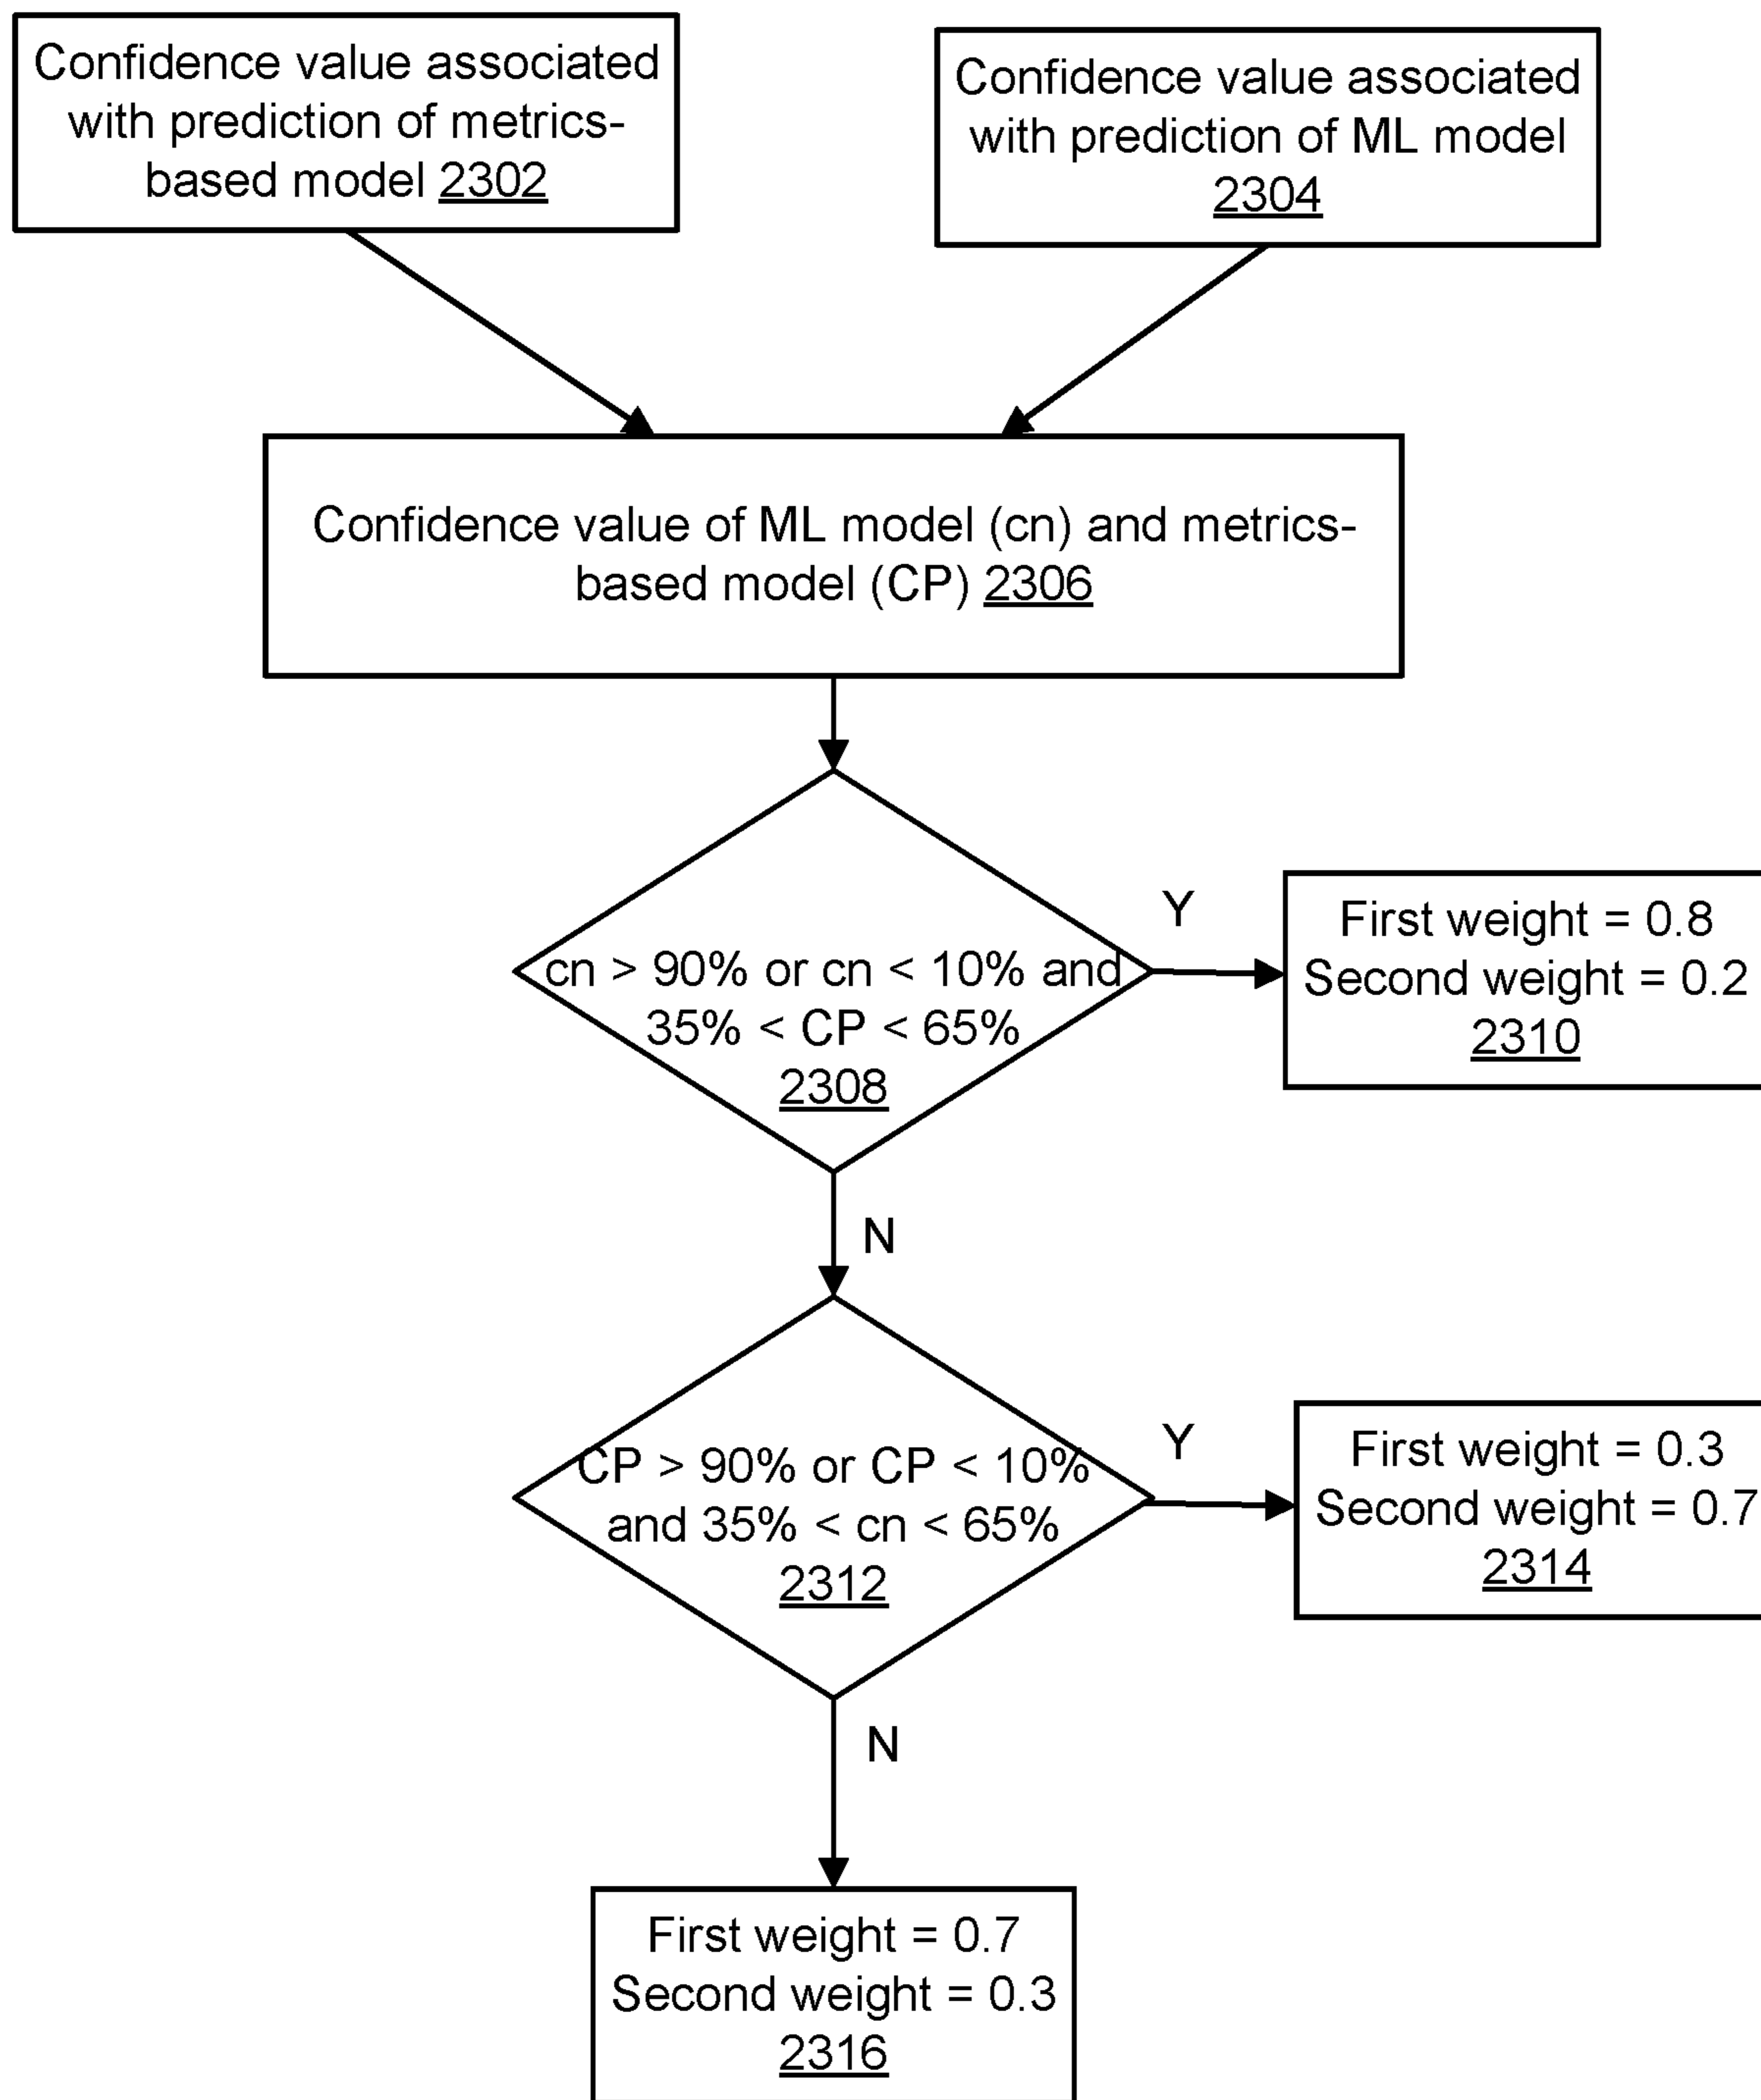 Confidence value associated
with prediction of metrics-
based model 2302
Confidence value associated
with prediction of ML model
2304
Confidence value of ML model (cn) and metrics-
based model (CP) 2306
cn > 90% or cn < 10% and
35% < CP < 65%
2308
Y
First weight = 0.8
Second weight = 0.2
2310
N
CP > 90% or CP < 10%
and 35% < cn < 65%
2312
Y
First weight = 0.3
Second weight = 0.7
2314
N
First weight = 0.7
Second weight = 0.3
2316